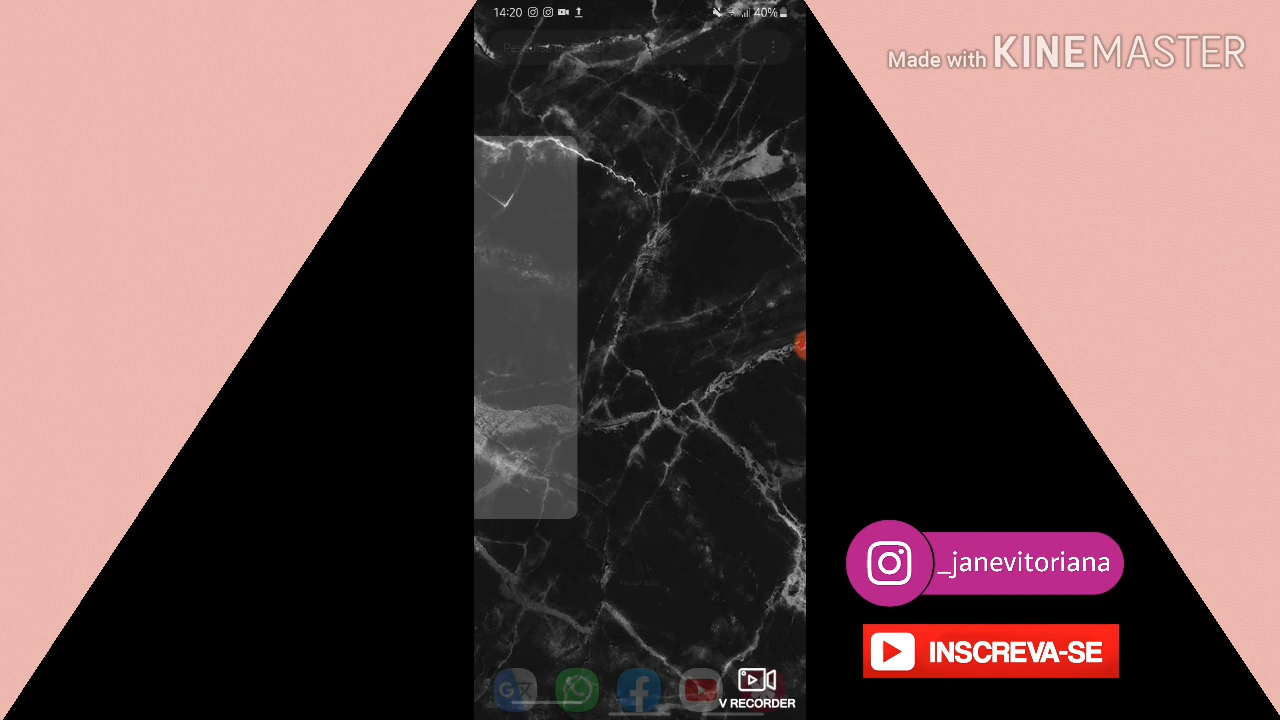 14:20
40%
Made with KINEMASTER
_janevitoriana
INSCREVA-SE
V RECORDER